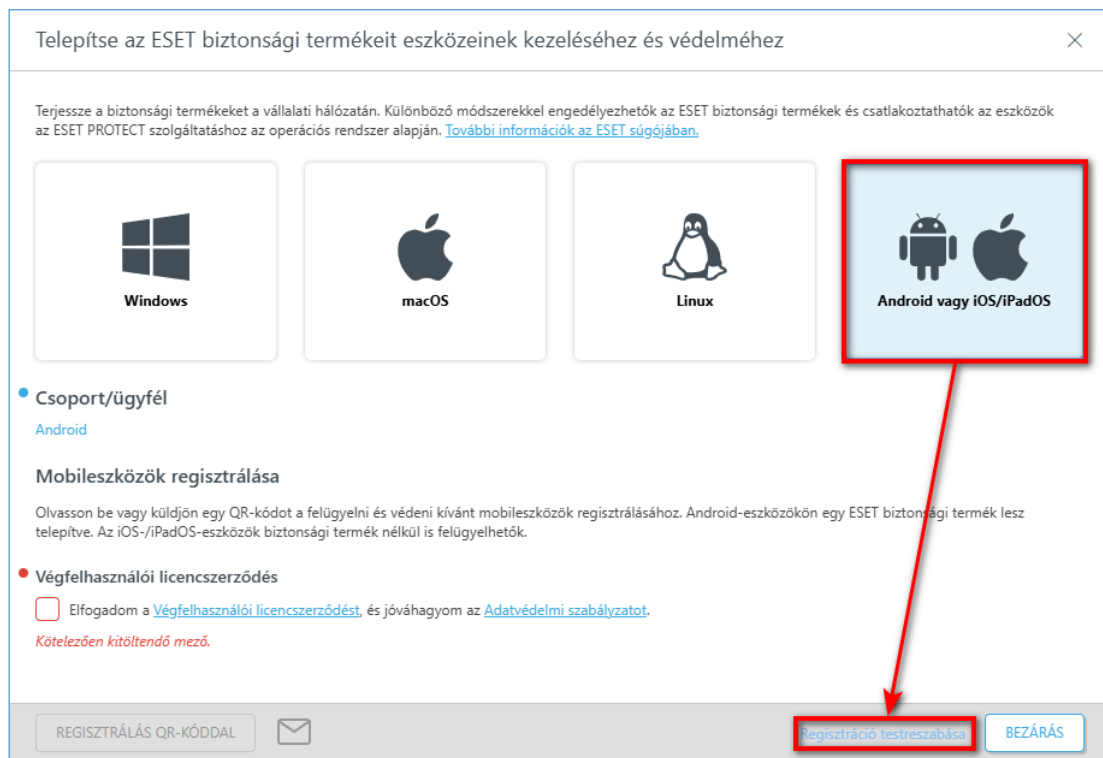 Telepítse az ESET biztonsági termékeit eszközeinek kezeléséhez és védelméhez
Terjessze a biztonsági termékeket a vállalati hálózatán. Különböző módszerekkel engedélyezhetők az ESET biztonsági termékek és csatlakoztathatók az eszközök
az ESET PROTECT szolgáltatáshoz az operációs rendszer alapján. További információk az ESET súgójában.
Windows
macOS
Linux
Android vagy iOS/iPadOS
Csoport/ügyfél
Android
Mobileszközök regisztrálása
Olvasson be vagy küldjön egy QR-kódot a felügyelni és védeni kívánt mobileszközök regisztrálásához. Android-eszközökön egy ESET biztonsági termék lesz
telepítve. Az iOS-/iPadOS-eszközök biztonsági termék nélkül is felügyelhetők.
Végfelhasználói licencszerződés
Elfogadom a Végfelhasználói licencszerződést, és jóváhagyom az Adatvédelmi szabályzatot.
Kötelezően kitöltendő mező.
REGISZTRÁLÁS QR-KÓDDAL
Regisztráció testreszabása
BEZÁRÁS